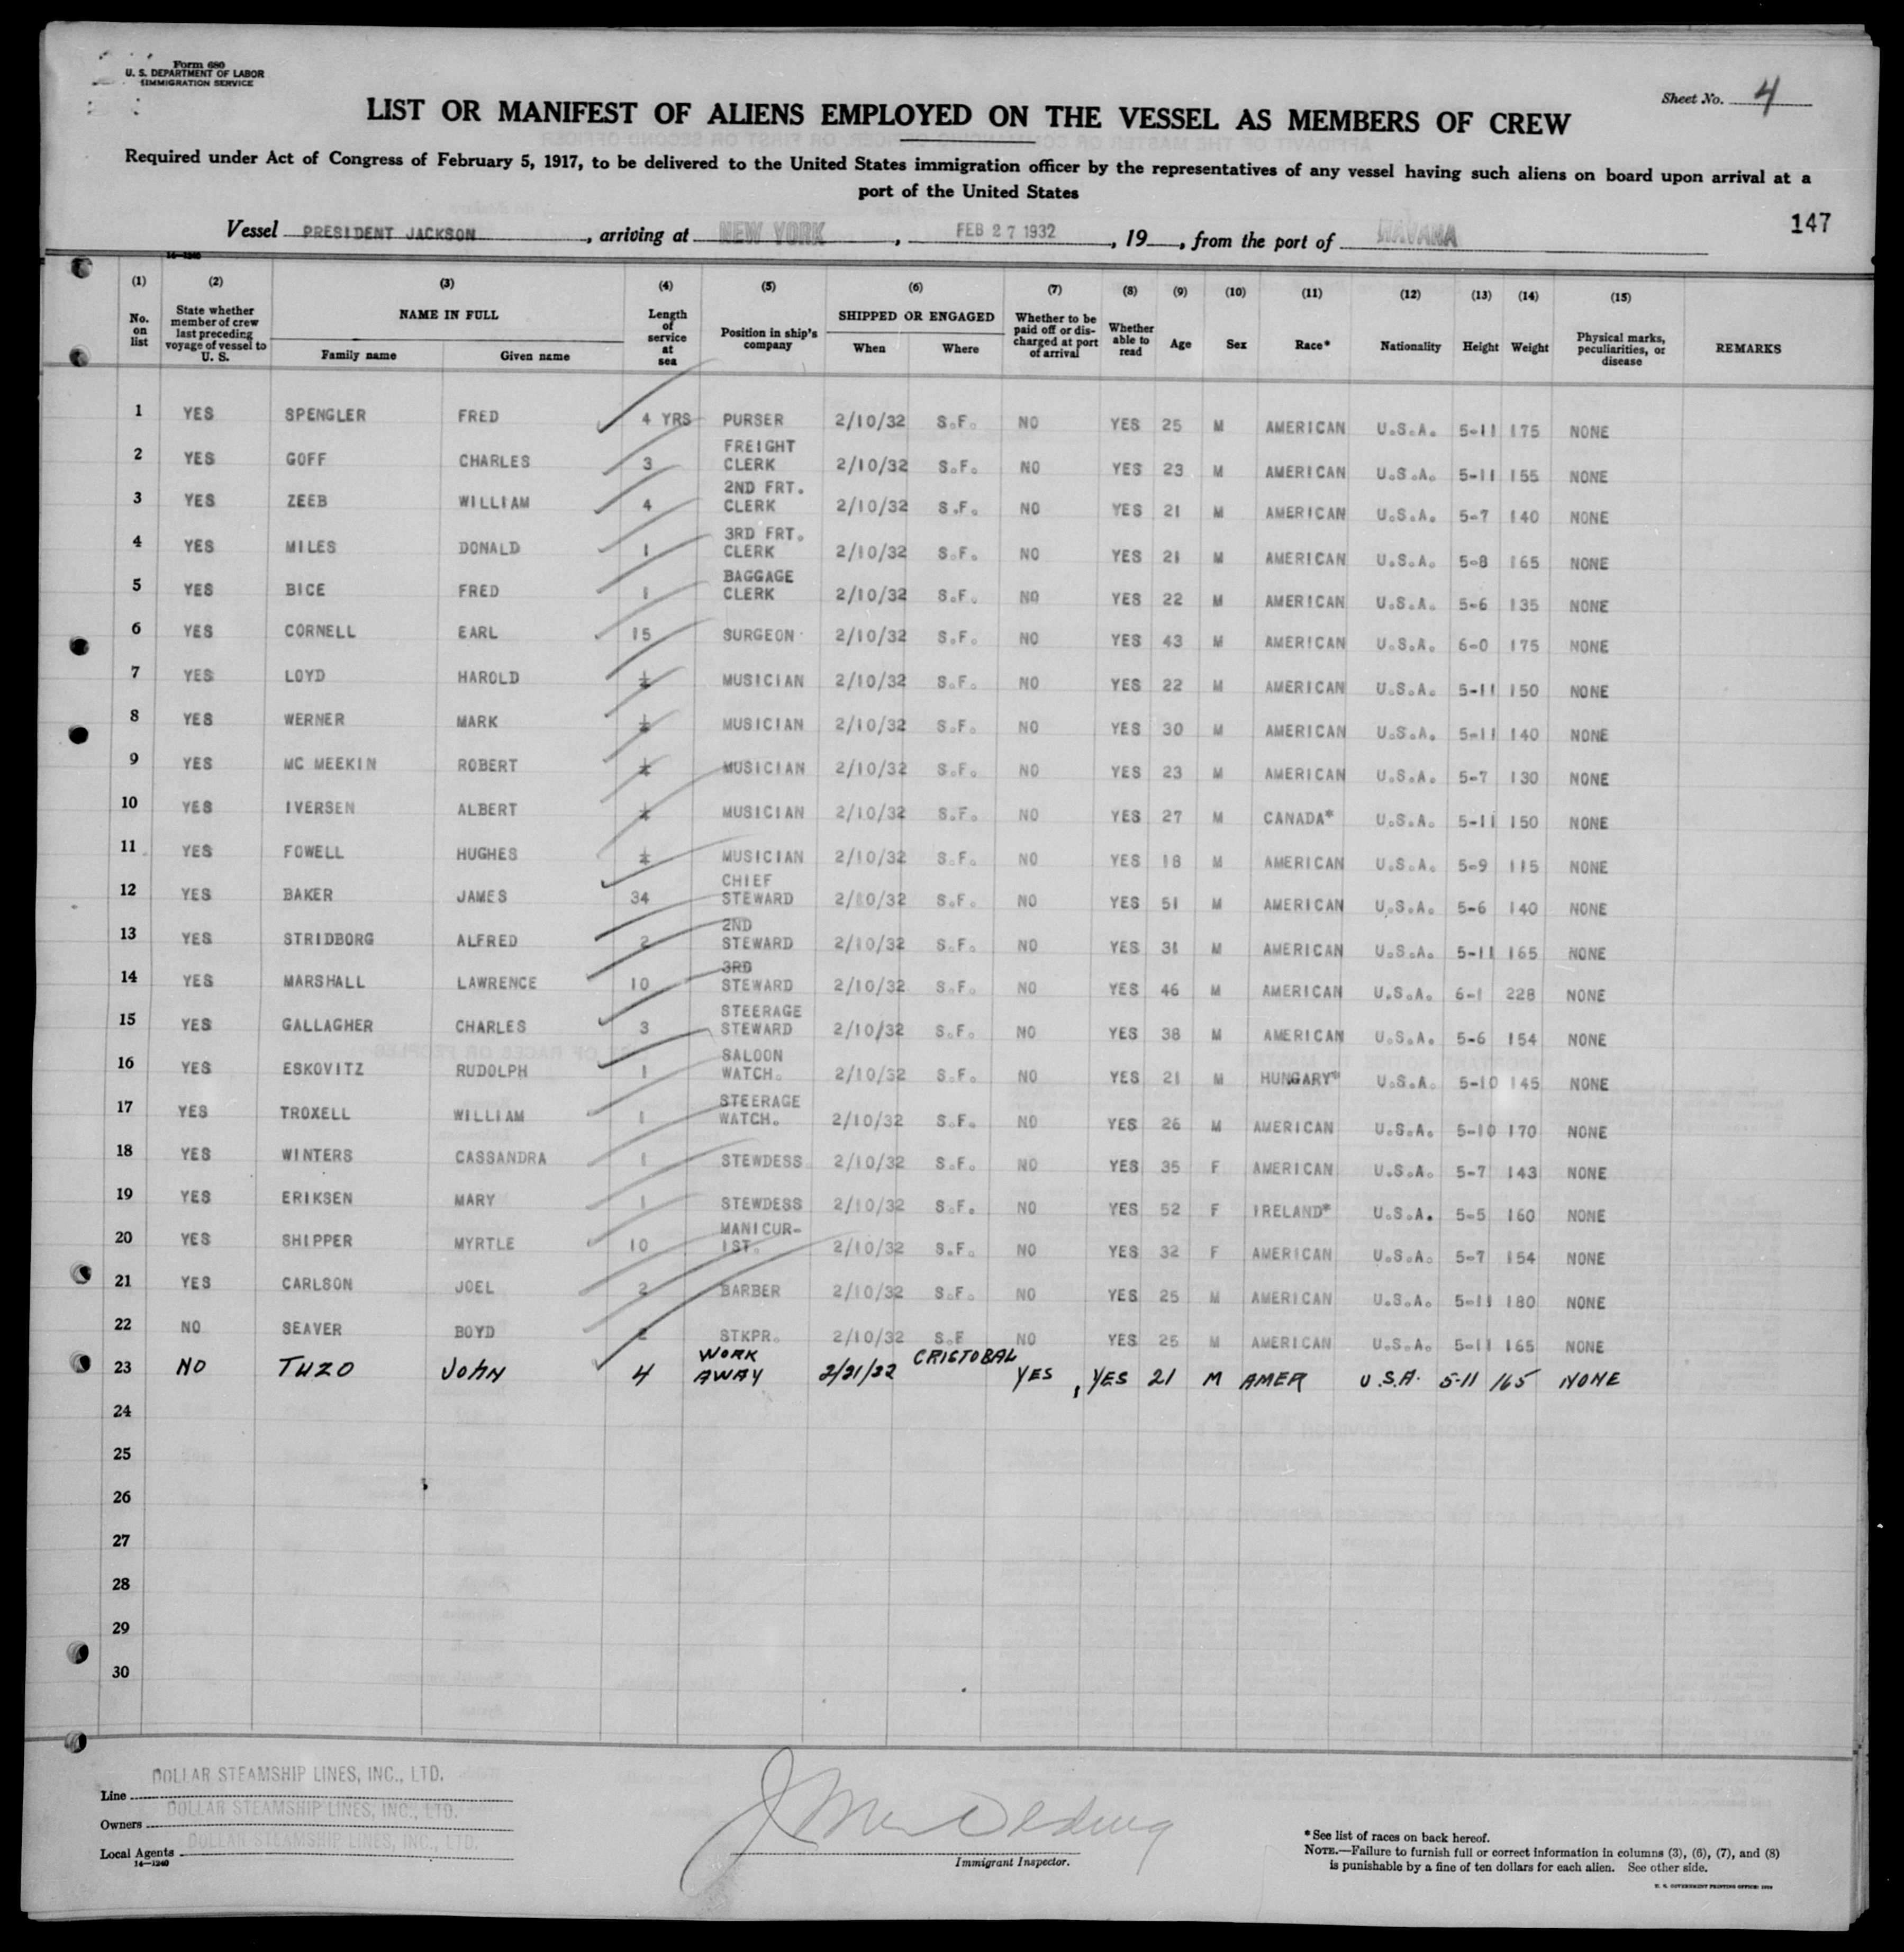 Form 680
U. S. DEPARTMENT OF LABOR
IMMIGRATION SERVICE
Sheet No. 4
LIST OR MANIFEST OF ALIENS EMPLOYED ON THE VESSEL AS MEMBERS OF CREW
Required under Act of Congress of February 5, 1917, to be delivered to the United States immigration officer by the representatives of any vessel having such aliens on board upon arrival at a
port of the United States
147
Vessel PRESIDENT JACKSON, arriving at NEW YORK, FEB 27 1932, 19, from the port of HAVANA
14—1240
(1) (2) (3) (4) (5) (6) (7) (8) (9) (10) (11) (12) (13) (14) (15)
No. on list
State whether member of crew last preceding voyage of vessel to U. S.
NAME IN FULL
Family name Given name
Length of service at sea
Position in ship's company
SHIPPED OR ENGAGED
When Where
Whether to be paid off or discharged at port of arrival
Whether able to read
Age Sex Race* Nationality Height Weight
Physical marks, peculiarities, or disease
REMARKS
1 YES SPENGLER FRED 4 YRS PURSER 2/10/32 S.F. NO YES 25 M AMERICAN U.S.A. 5-11 175 NONE
2 YES GOFF CHARLES 3 FREIGHT CLERK 2/10/32 S.F. NO YES 23 M AMERICAN U.S.A. 5-11 155 NONE
3 YES ZEEB WILLIAM 4 2ND FRT. CLERK 2/10/32 S.F. NO YES 21 M AMERICAN U.S.A. 5-7 140 NONE
4 YES MILES DONALD 1 3RD FRT. CLERK 2/10/32 S.F. NO YES 21 M AMERICAN U.S.A. 5-8 165 NONE
5 YES BICE FRED 1 BAGGAGE CLERK 2/10/32 S.F. NO YES 22 M AMERICAN U.S.A. 5-6 135 NONE
6 YES CORNELL EARL 15 SURGEON 2/10/32 S.F. NO YES 43 M AMERICAN U.S.A. 6-0 175 NONE
7 YES LOYD HAROLD MUSICIAN 2/10/32 S.F. NO YES 22 M AMERICAN U.S.A. 5-11 150 NONE
8 YES WERNER MARK MUSICIAN 2/10/32 S.F. NO YES 30 M AMERICAN U.S.A. 5-11 140 NONE
9 YES MC MEEKIN ROBERT MUSICIAN 2/10/32 S.F. NO YES 23 M AMERICAN U.S.A. 5-7 130 NONE
10 YES IVERSEN ALBERT MUSICIAN 2/10/32 S.F. NO YES 27 M CANADA* U.S.A. 5-11 150 NONE
11 YES FOWELL HUGHES MUSICIAN 2/10/32 S.F. NO YES 18 M AMERICAN U.S.A. 5-9 115 NONE
12 YES BAKER JAMES 34 CHIEF STEWARD 2/10/32 S.F. NO YES 51 M AMERICAN U.S.A. 5-6 140 NONE
13 YES STRIDBORG ALFRED 2 2ND STEWARD 2/10/32 S.F. NO YES 31 M AMERICAN U.S.A. 5-11 165 NONE
14 YES MARSHALL LAWRENCE 10 3RD STEWARD 2/10/32 S.F. NO YES 46 M AMERICAN U.S.A. 6-1 228 NONE
15 YES GALLAGHER CHARLES 3 STEERAGE STEWARD 2/10/32 S.F. NO YES 38 M AMERICAN U.S.A. 5-6 154 NONE
16 YES ESKOVITZ RUDOLPH 1 SALOON WATCH. 2/10/32 S.F. NO YES 21 M HUNGARY* U.S.A. 5-10 145 NONE
17 YES TROXELL WILLIAM 1 STEERAGE WATCH. 2/10/32 S.F. NO YES 26 M AMERICAN U.S.A. 5-10 170 NONE
18 YES WINTERS CASSANDRA 1 STEWDESS 2/10/32 S.F. NO YES 35 F AMERICAN U.S.A. 5-7 143 NONE
19 YES ERIKSEN MARY 1 STEWDESS 2/10/32 S.F. NO YES 52 F IRELAND* U.S.A. 5-5 160 NONE
20 YES SHIPPER MYRTLE 10 MANICUR-IST. 2/10/32 S.F. NO YES 32 F AMERICAN U.S.A. 5-7 154 NONE
21 YES CARLSON JOEL 2 BARBER 2/10/32 S.F. NO YES 25 M AMERICAN U.S.A. 5-11 180 NONE
22 NO SEAVER BOYD 2 STKPR. 2/10/32 S.F NO YES 25 M AMERICAN U.S.A. 5-11 165 NONE
23 NO TUZO JOHN 4 WORK AWAY 2/21/32 CRISTOBAL YES YES 21 M AMER U.S.A. 5-11 165 NONE
24
25
26
27
28
29
30
Line DOLLAR STEAMSHIP LINES, INC., LTD.
Owners DOLLAR STEAMSHIP LINES, INC., LTD.
Local Agents DOLLAR STEAMSHIP LINES, INC., LTD.
14—1240
Immigrant Inspector.
*See list of races on back hereof.
NOTE.—Failure to furnish full or correct information in columns (3), (6), (7), and (8)
is punishable by a fine of ten dollars for each alien. See other side.